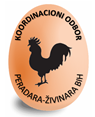 KOORDINACIONI ODBOR
PERADARA-ŽIVINARA BIH